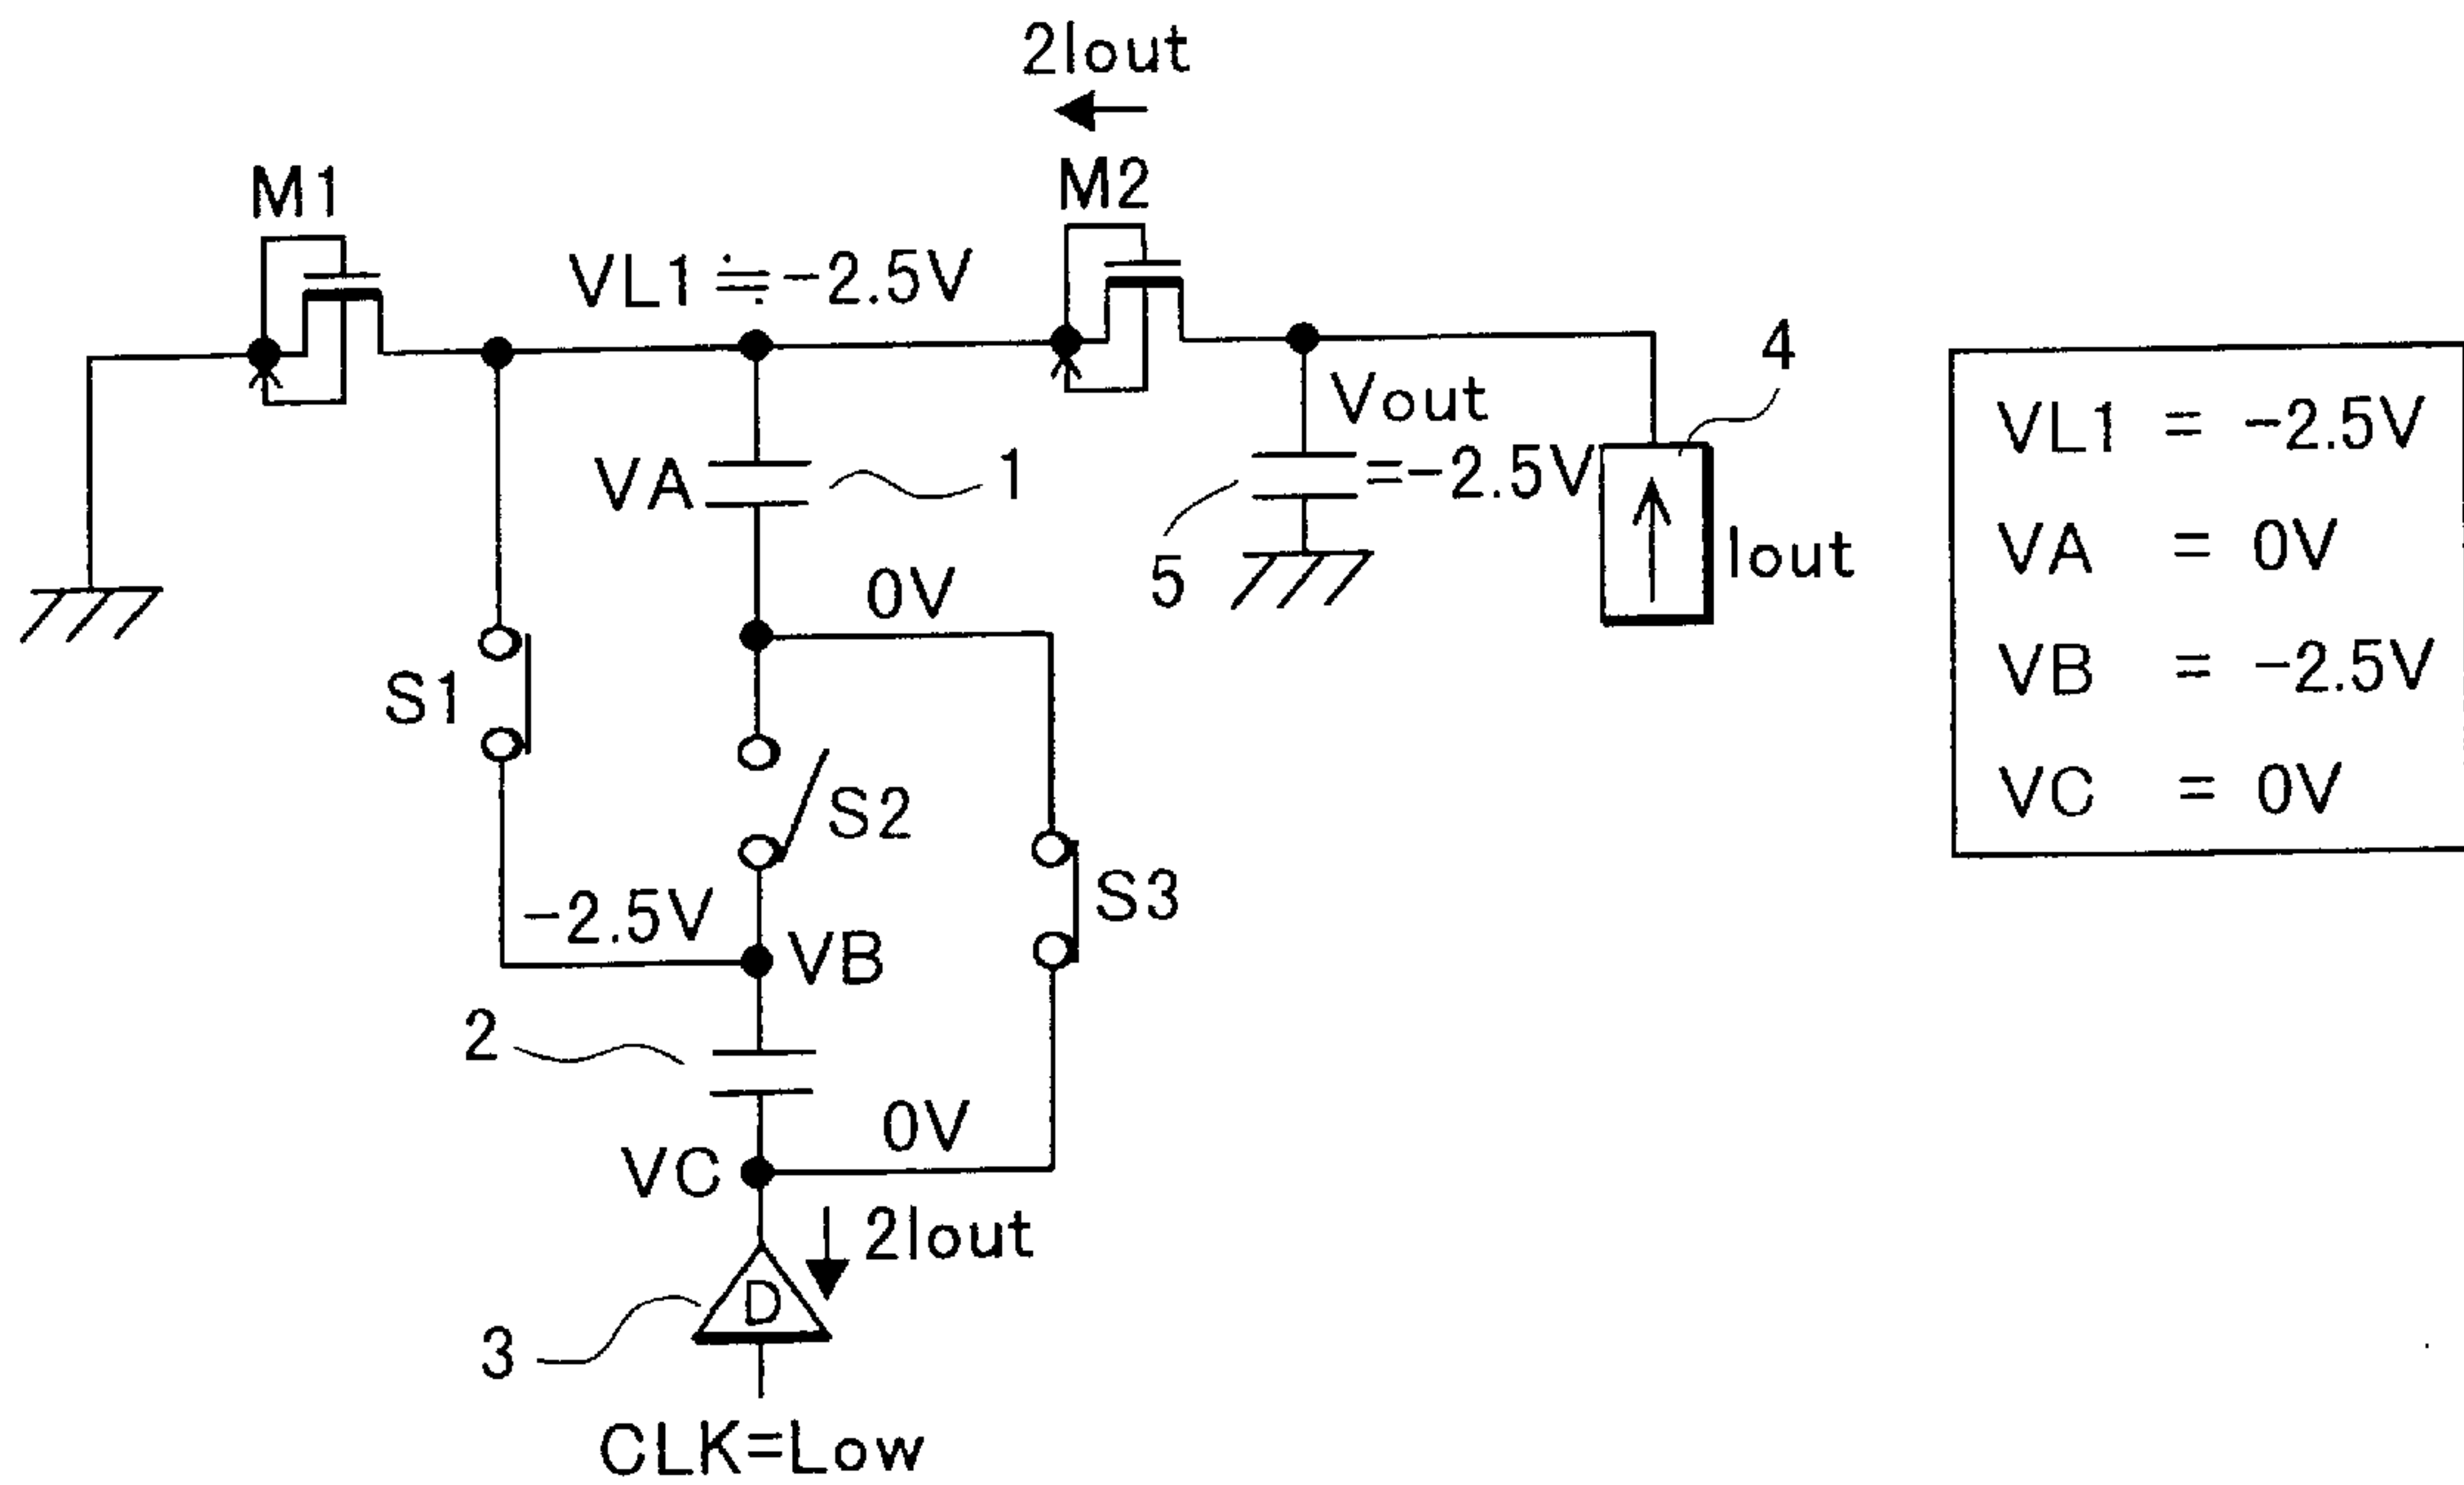 2Iout
M1
M2
VL1≒-2.5V
4
Vout
=-2.5V
VA
1
5
Iout
0V
S1
S2
S3
-2.5V
VB
2
0V
VC
2Iout
D
3
CLK=Low
VL1 = -2.5V
VA = 0V
VB = -2.5V
VC = 0V